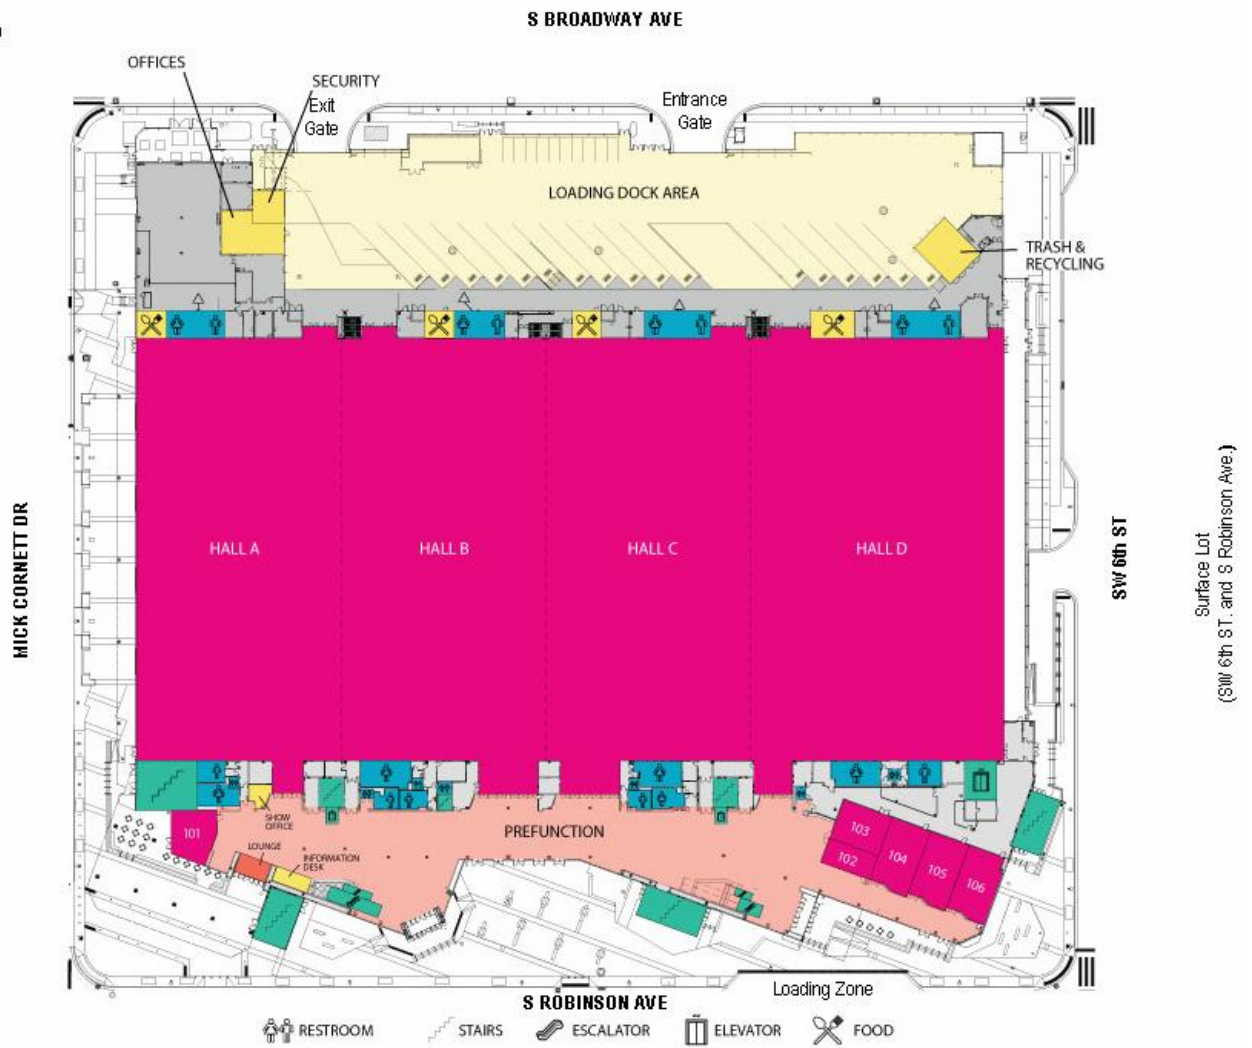 S BROADWAY AVE
OFFICES
SECURITY
Exit
Gate
Entrance
Gate
LOADING DOCK AREA
TRASH &
RECYCLING
HALL A
HALL B
HALL C
HALL D
MICK CORNETT DR
SW 6th ST
Surface Lot
(SW 6th ST. and S Robinson Ave.)
101
SHOW
OFFICE
LOUNGE
INFORMATION
DESK
PREFUNCTION
103
102
104
105
106
S ROBINSON AVE
Loading Zone
RESTROOM
STAIRS
ESCALATOR
ELEVATOR
FOOD